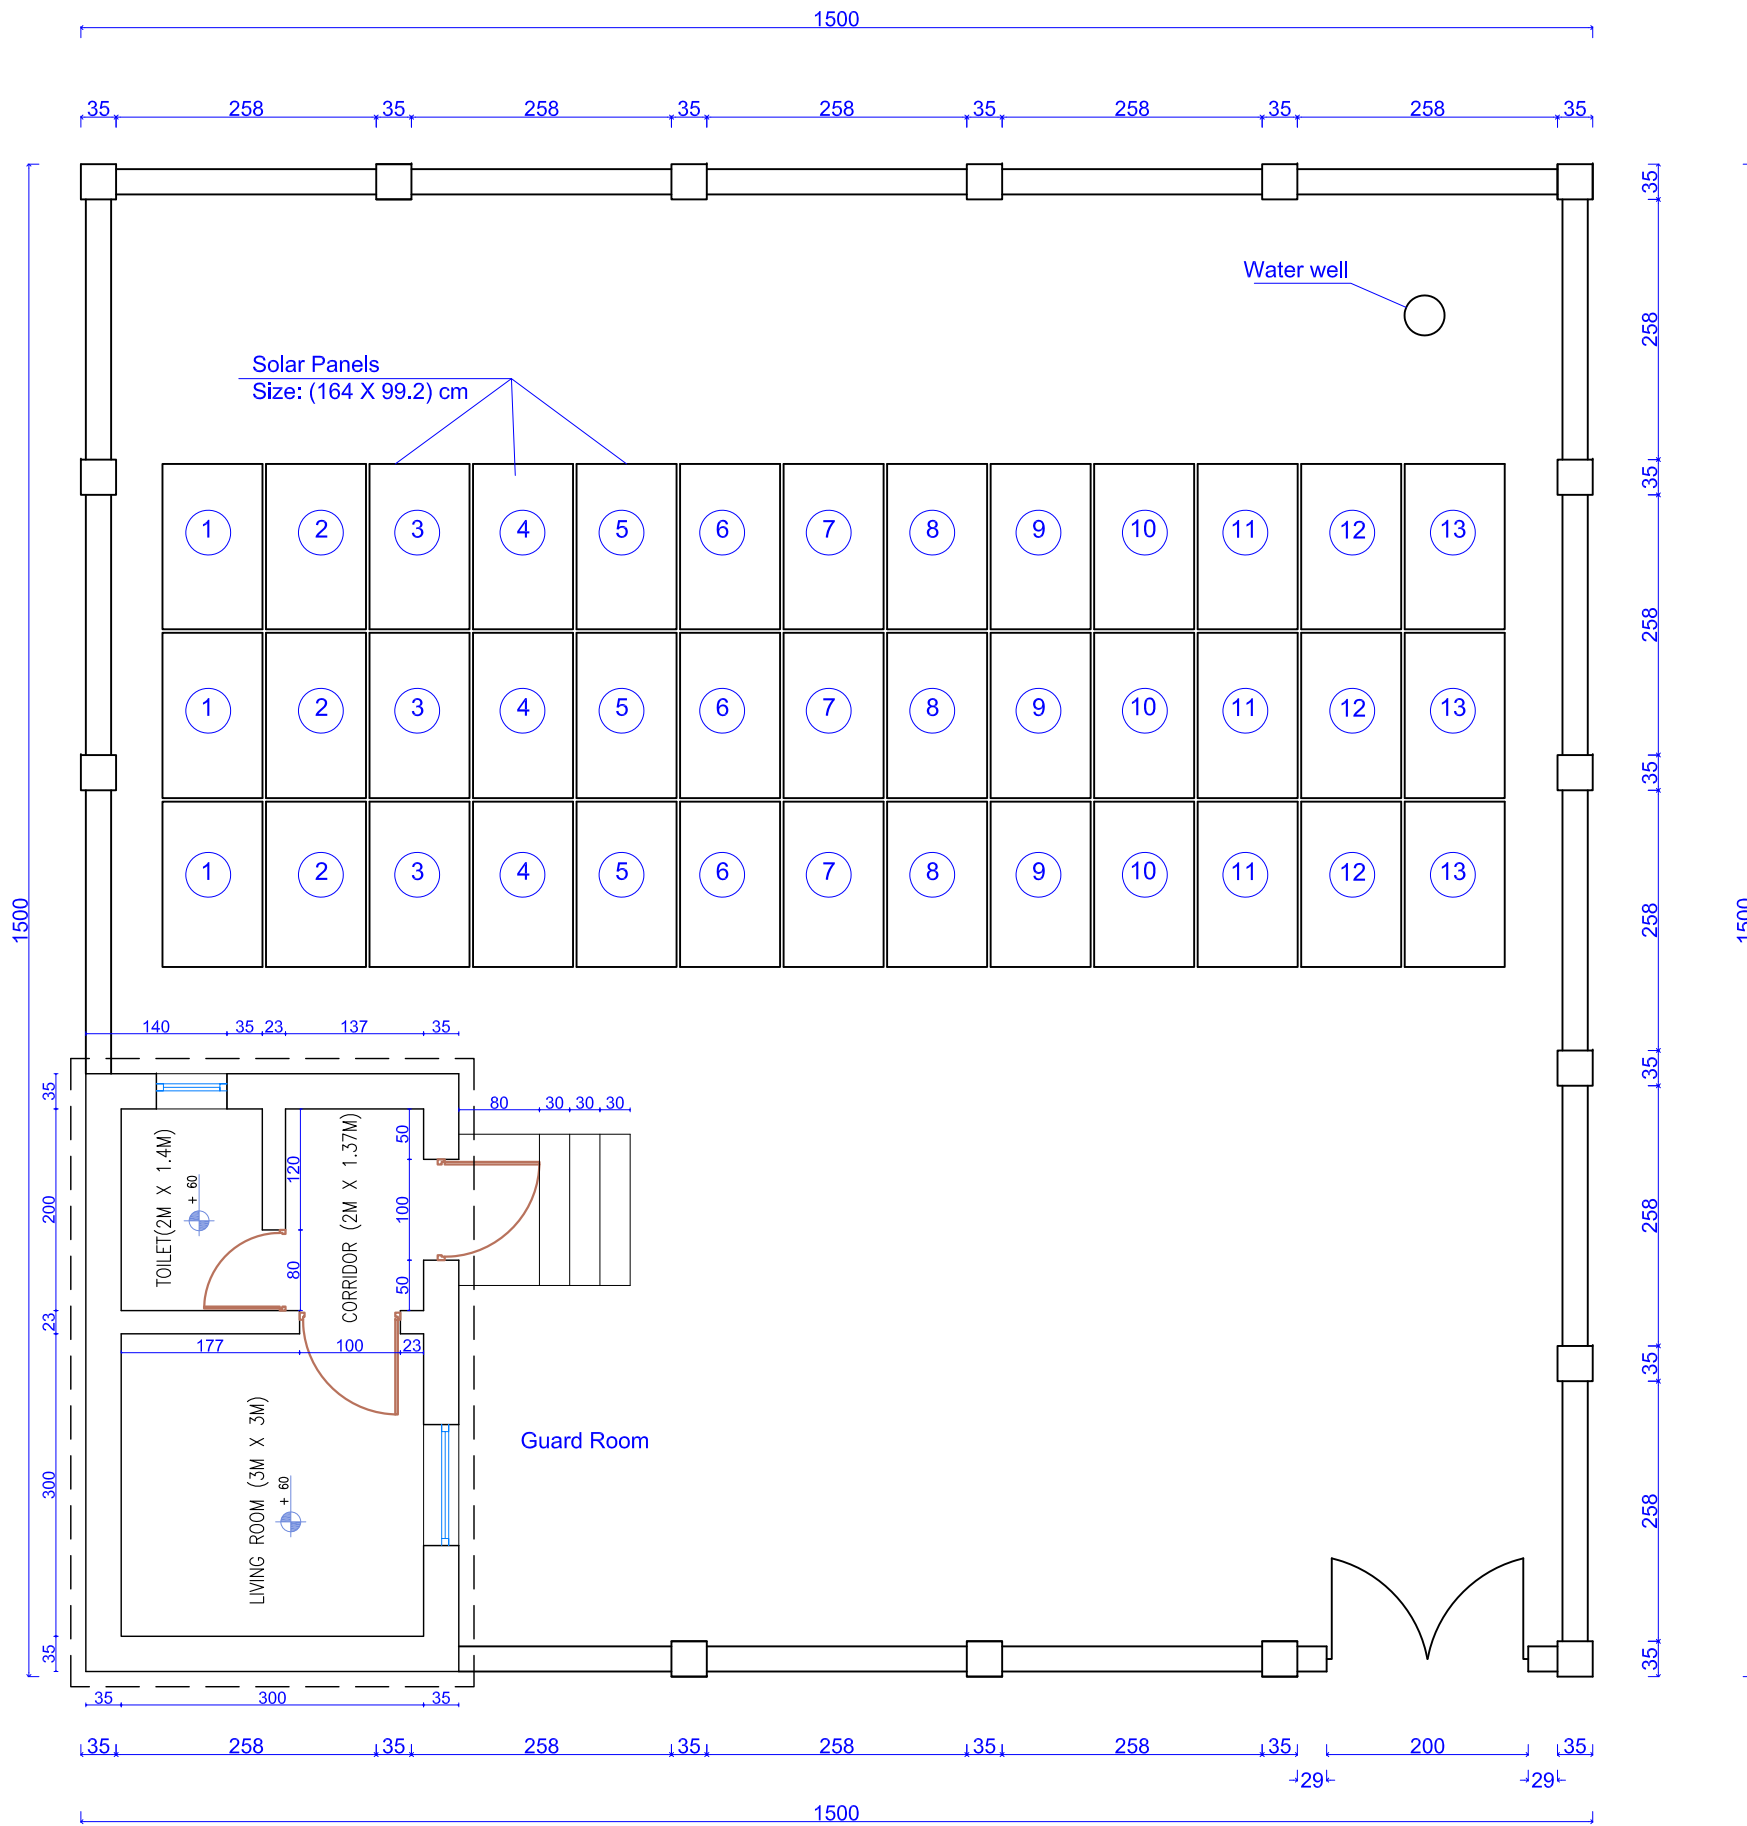 1500
35 258 35 258 35 258 35 258 35 258 35
35
Water well
258
Solar Panels
Size: (164 X 99.2) cm
35
1 2 3 4 5 6 7 8 9 10 11 12 13
258
1 2 3 4 5 6 7 8 9 10 11 12 13
35
1 2 3 4 5 6 7 8 9 10 11 12 13
1500
258
1500
140 35 23 137 35
35
35
80 30 30 30
TOILET(2M X 1.4M)
+ 60
CORRIDOR (2M X 1.37M)
120
50
200
100
258
80
50
23
177 100 23
35
LIVING ROOM (3M X 3M)
+ 60
Guard Room
300
258
35
35
35 300 35
35 258 35 258 35 258 35 258 35 200 35
29 29
1500